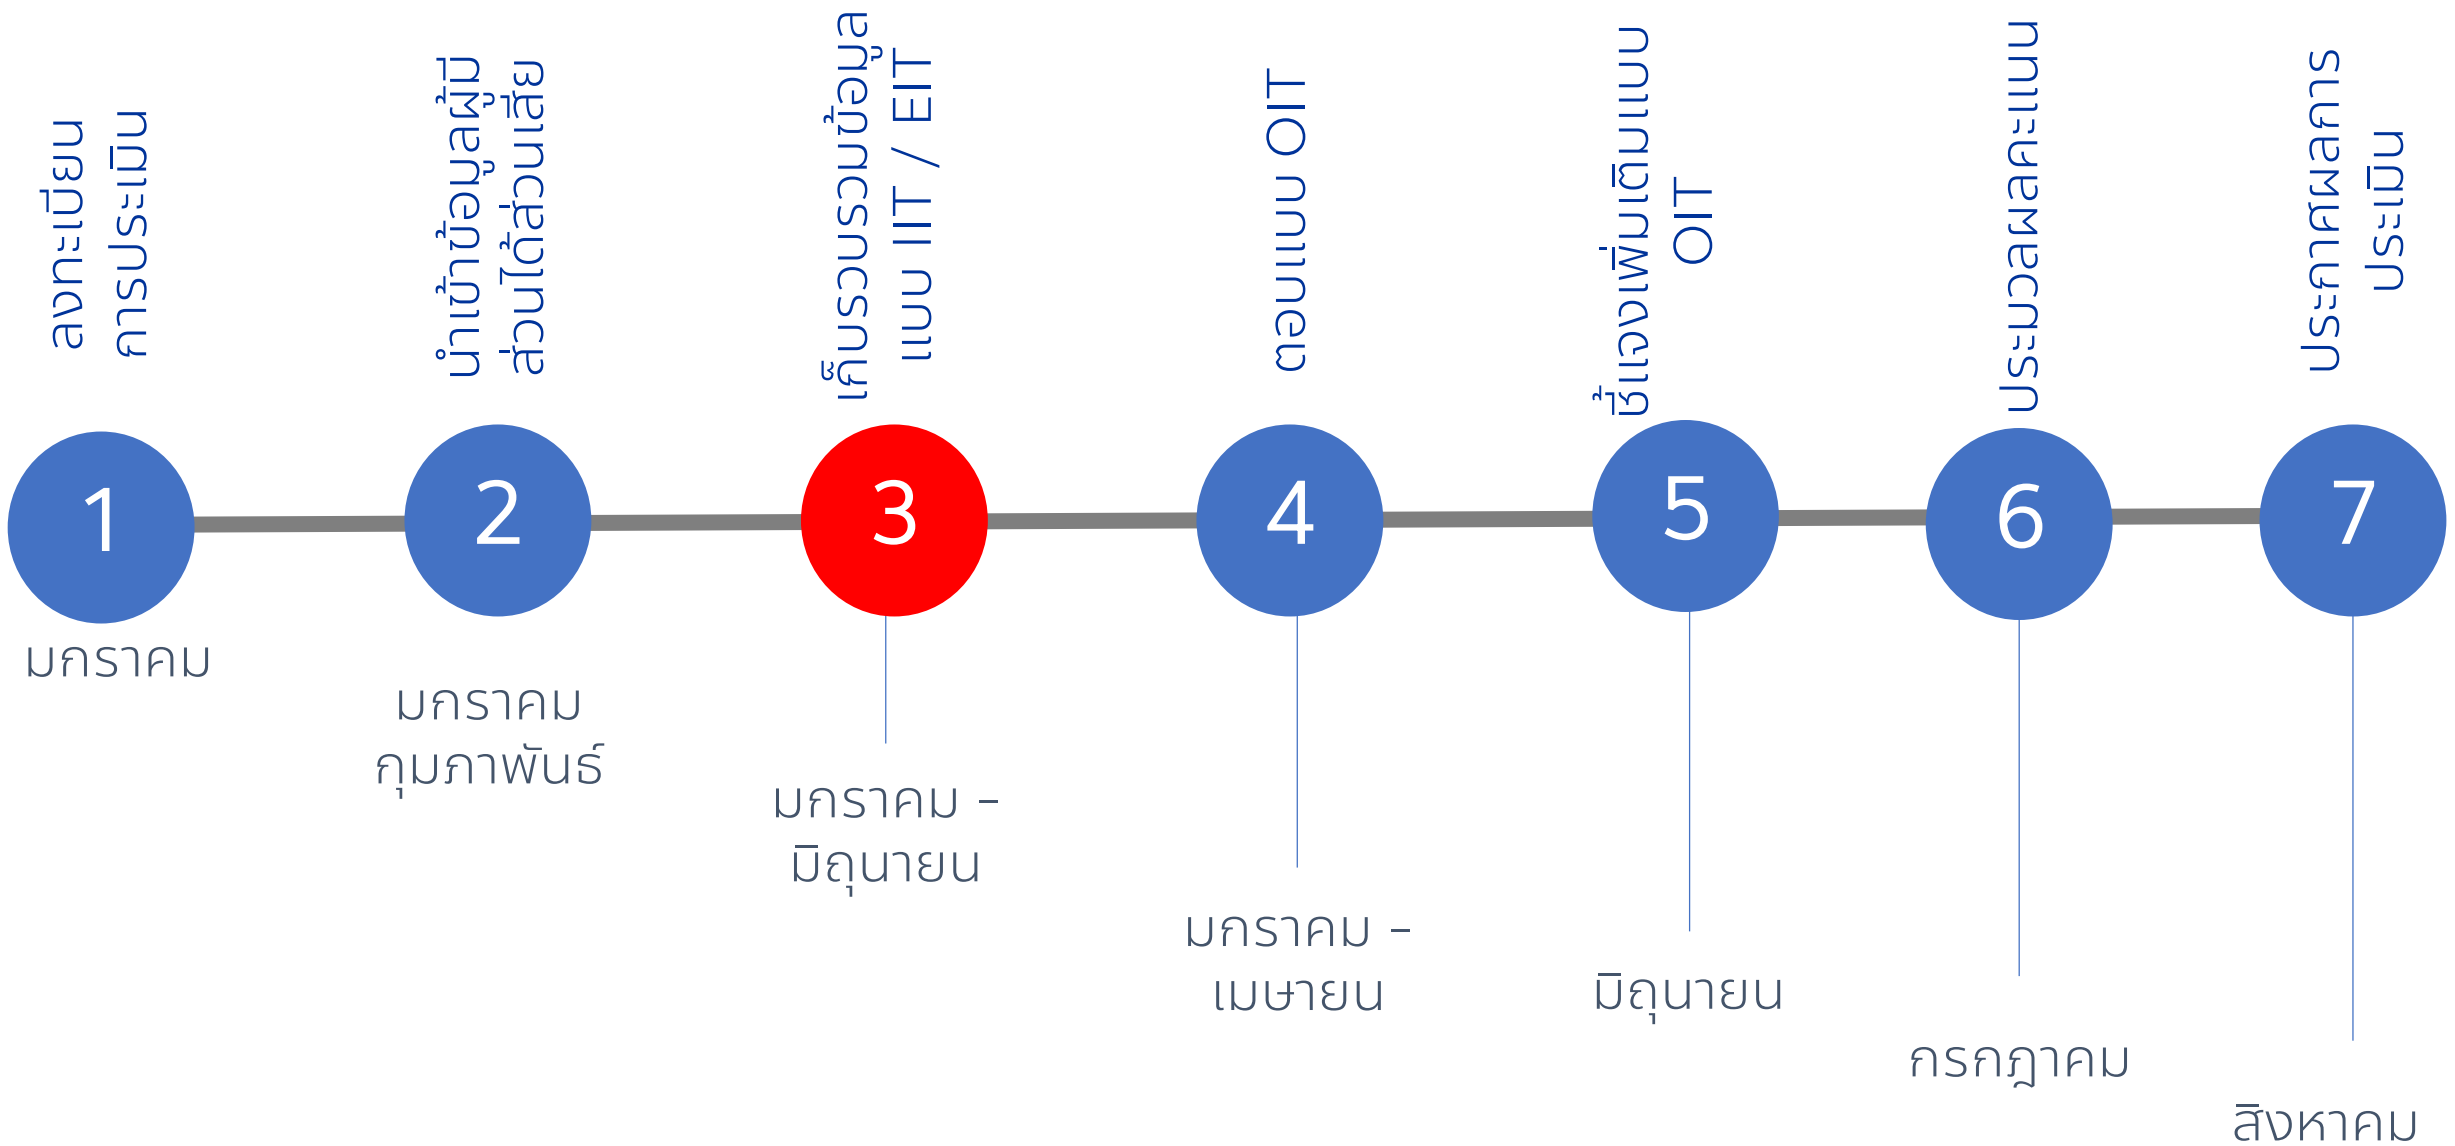 ลงทะเบียน
การประเมิน
นำเข้าข้อมูลผู้มี
ส่วนได้ส่วนเสีย
เก็บรวบรวมข้อมูล
แบบ IIT / EIT
ตอบแบบ OIT
ชี้แจงเพิ่มเติมแบบ
OIT
ประมวลผลคะแนน
ประกาศผลการ
ประเมิน
1
2
3
4
5
6
7
มกราคม
มกราคม
กุมภาพันธ์
มกราคม –
มิถุนายน
มกราคม –
เมษายน
มิถุนายน
กรกฎาคม
สิงหาคม